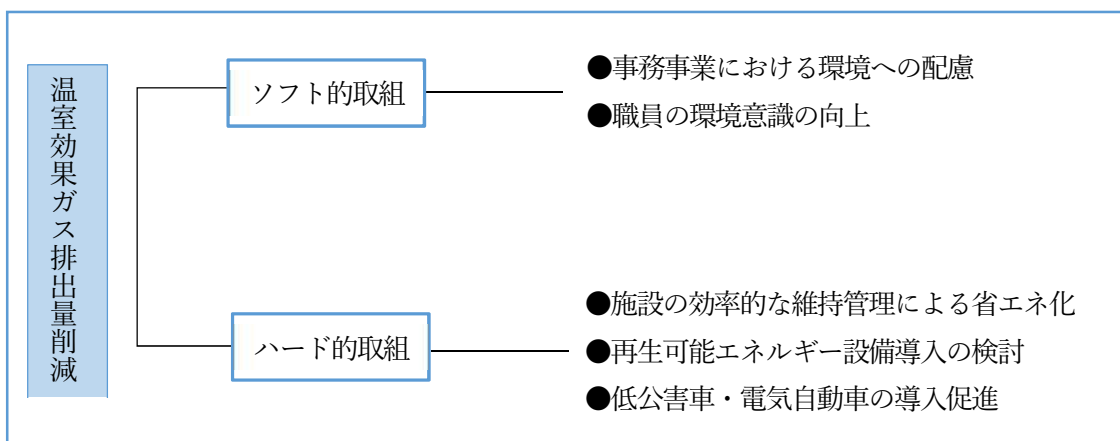 温室効果ガス排出量削減
ソフト的取組
●事務事業における環境への配慮
●職員の環境意識の向上
ハード的取組
●施設の効率的な維持管理による省エネ化
●再生可能エネルギー設備導入の検討
●低公害車・電気自動車の導入促進